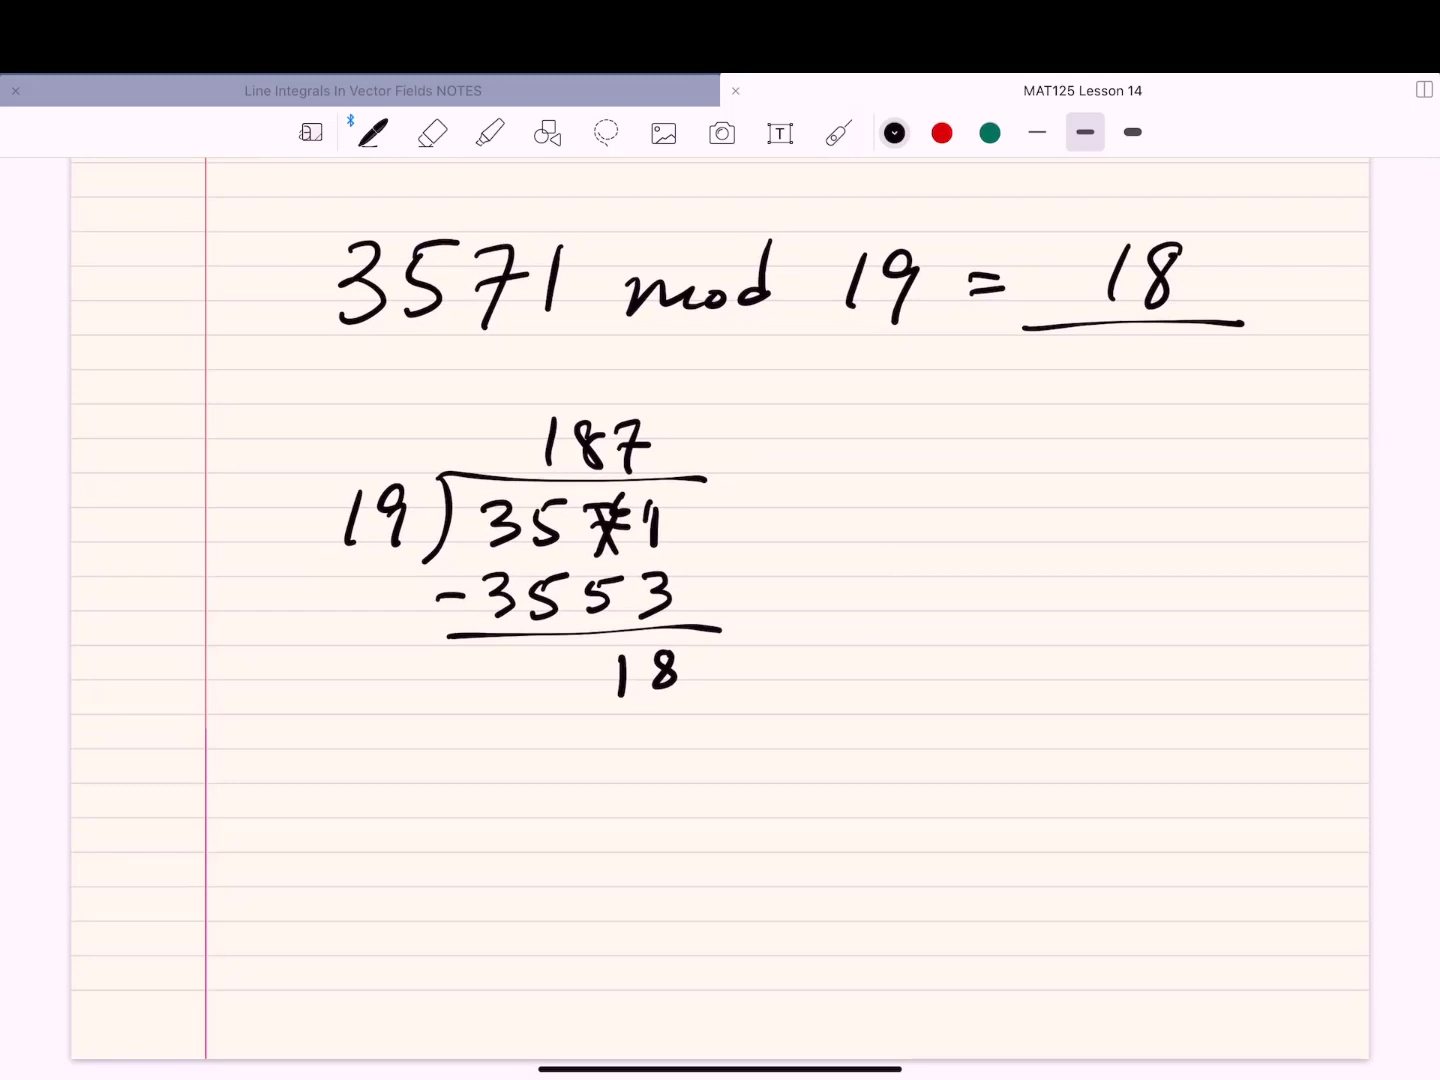 Line Integrals In Vector Fields NOTES
MAT125 Lesson 14
3571 mod 19 = 18
187
19 ) 3571
-3553
18